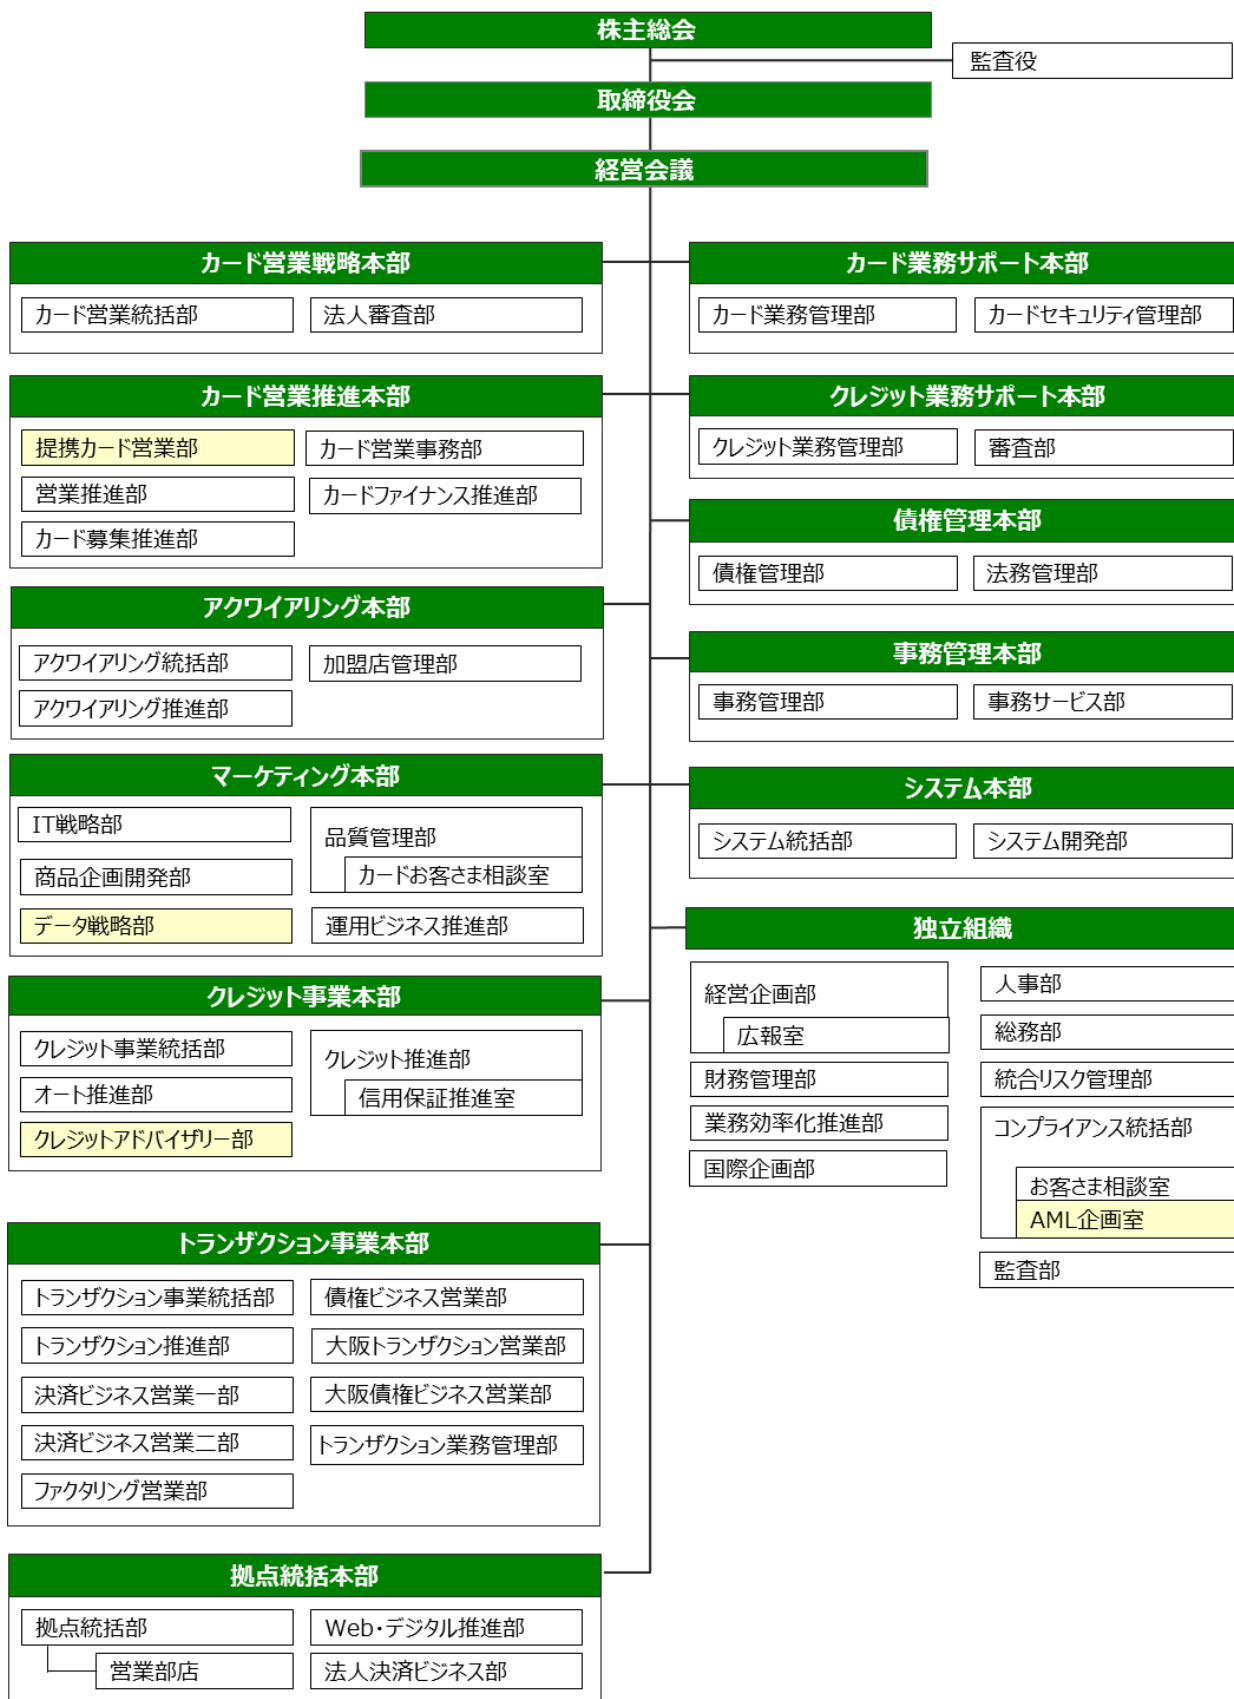 株主総会
監査役
取締役会
経営会議
カード営業戦略本部
カード営業統括部
法人審査部
カード営業推進本部
提携カード営業部
カード営業事務部
営業推進部
カードファイナンス推進部
カード募集推進部
アクワイアリング本部
アクワイアリング統括部
加盟店管理部
アクワイアリング推進部
マーケティング本部
IT戦略部
品質管理部
カードお客さま相談室
商品企画開発部
データ戦略部
運用ビジネス推進部
クレジット事業本部
クレジット事業統括部
クレジット推進部
信用保証推進室
オート推進部
クレジットアドバイザリー部
トランザクション事業本部
トランザクション事業統括部
債権ビジネス営業部
トランザクション推進部
大阪トランザクション営業部
決済ビジネス営業一部
大阪債権ビジネス営業部
決済ビジネス営業二部
トランザクション業務管理部
ファクタリング営業部
拠点統括本部
拠点統括部
Web・デジタル推進部
営業部店
法人決済ビジネス部
カード業務サポート本部
カード業務管理部
カードセキュリティ管理部
クレジット業務サポート本部
クレジット業務管理部
審査部
債権管理本部
債権管理部
法務管理部
事務管理本部
事務管理部
事務サービス部
システム本部
システム統括部
システム開発部
独立組織
経営企画部
広報室
財務管理部
業務効率化推進部
国際企画部
人事部
総務部
統合リスク管理部
コンプライアンス統括部
お客さま相談室
AML企画室
監査部